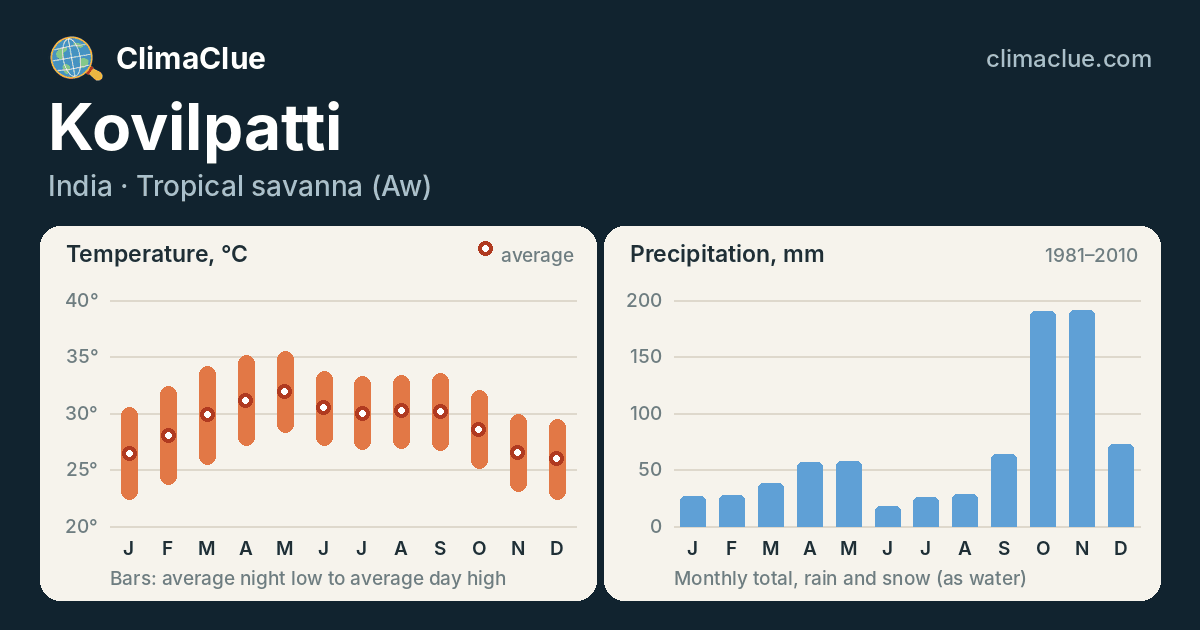 ClimaClue
climaclue.com
Kovilpatti
India · Tropical savanna (Aw)
Temperature, °C
average
40°
35°
30°
25°
20°
J F M A M J J A S O N D
Bars: average night low to average day high
Precipitation, mm
1981–2010
200
150
100
50
0
J F M A M J J A S O N D
Monthly total, rain and snow (as water)